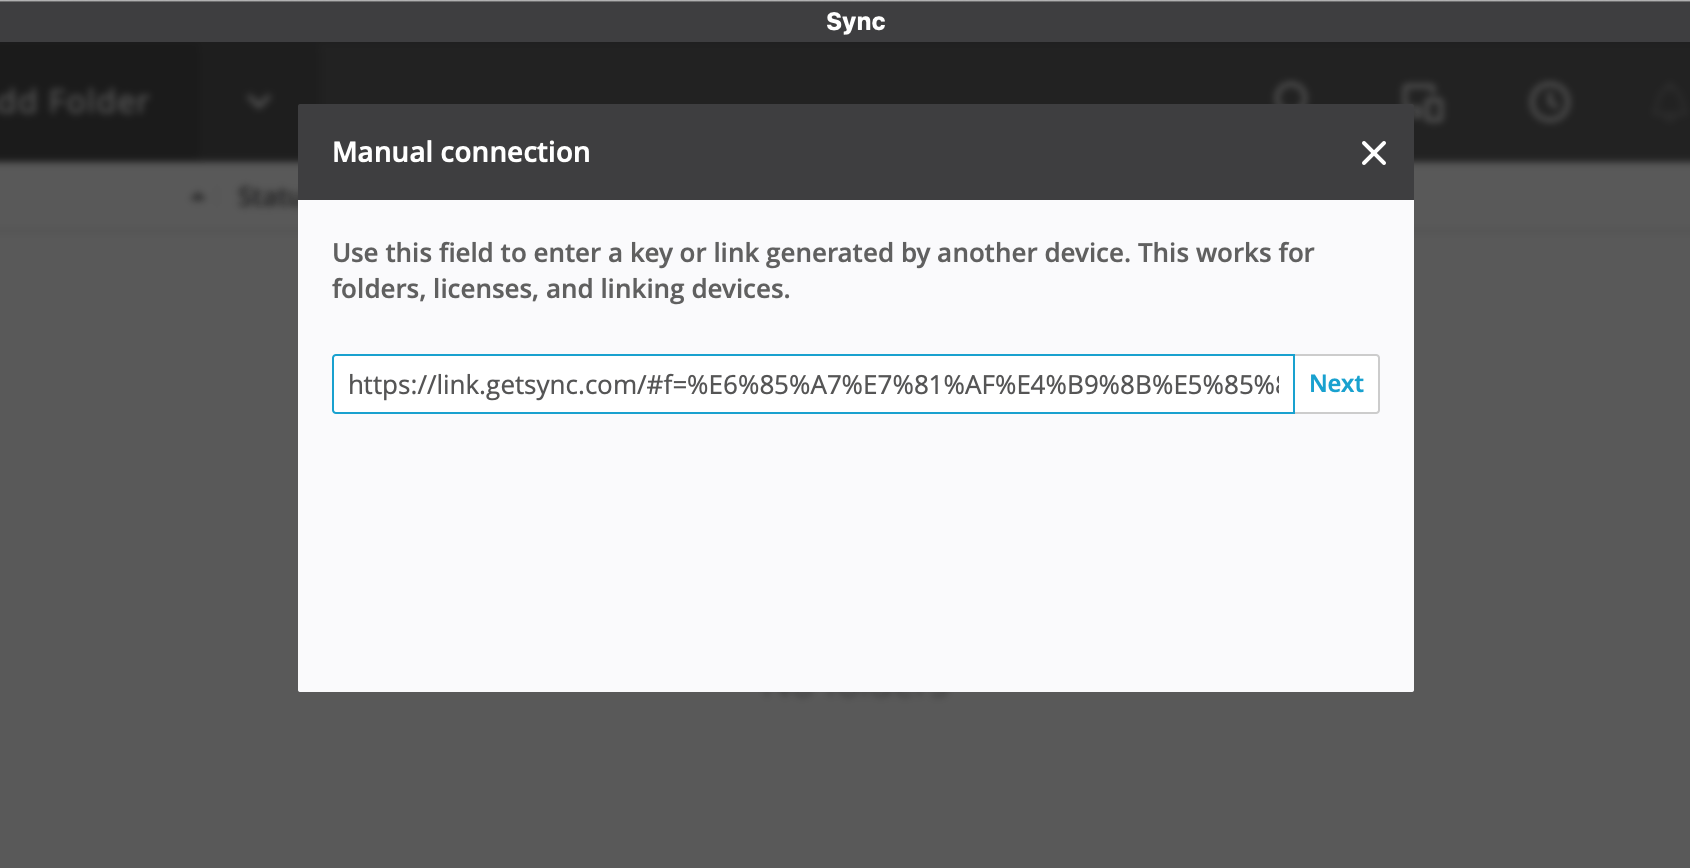 Sync
dd Folder
Manual connection
Use this field to enter a key or link generated by another device. This works for
folders, licenses, and linking devices.
https://link.getsync.com/#f=%E6%85%A7%E7%81%AF%E4%B9%8B%E5%85%
Next